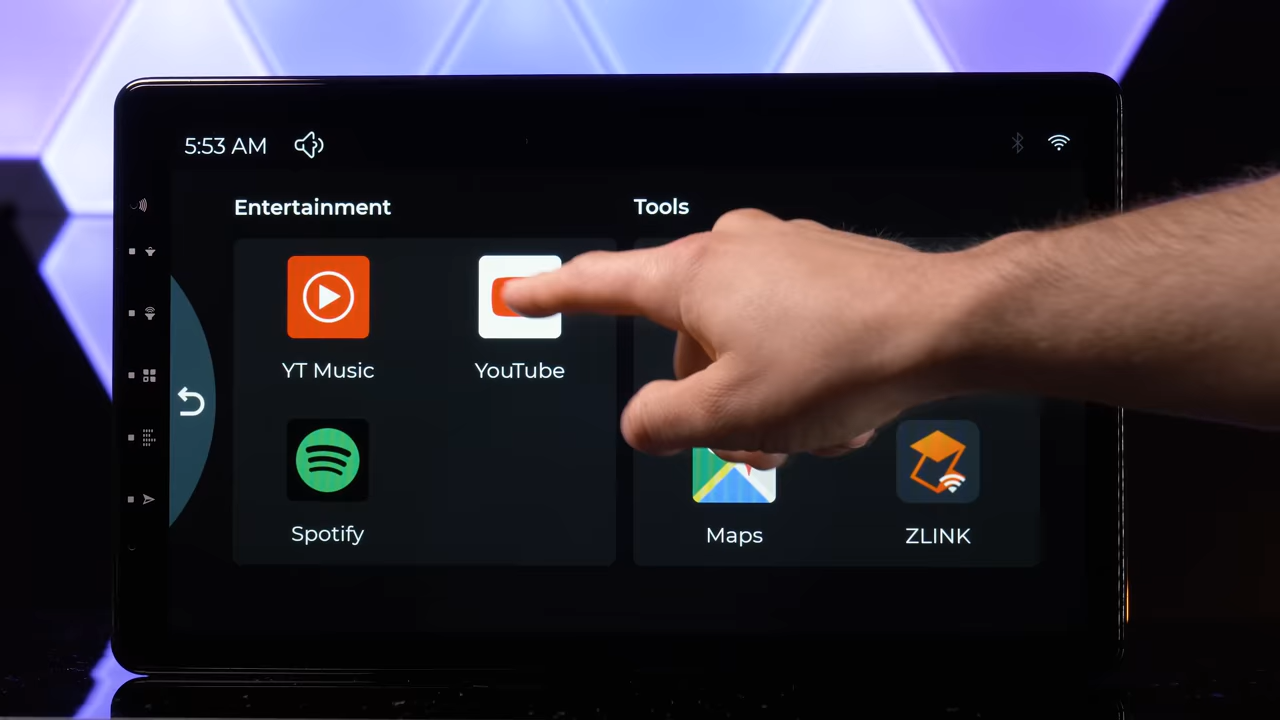 5:53 AM
Entertainment
Tools
YT Music
YouTube
Spotify
Maps
ZLINK